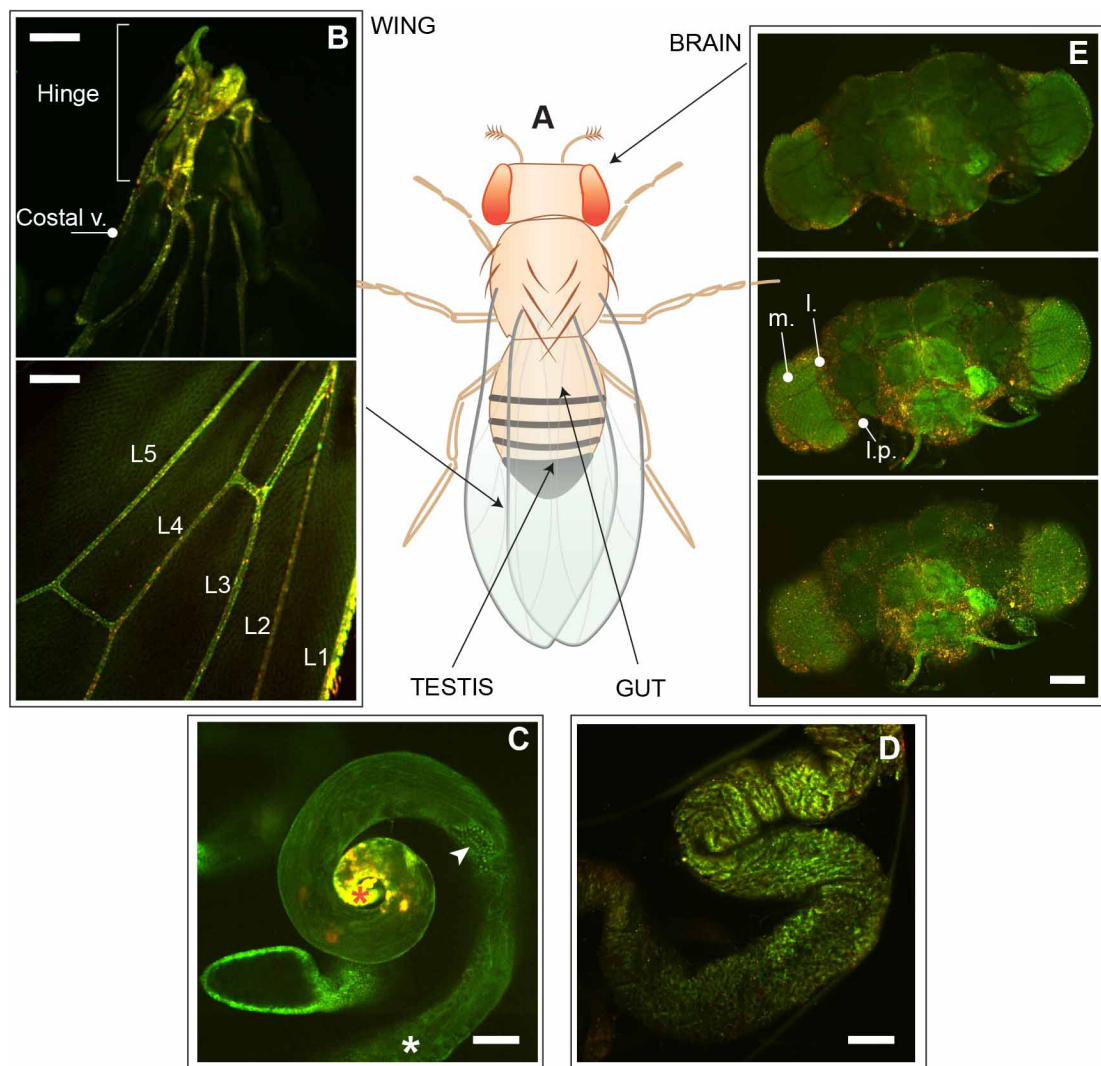 B
WING
Hinge
Costal v.
L5
L4
L3
L2
L1
A
BRAIN
E
m.
l.
l.p.
TESTIS
GUT
C
*
*
D